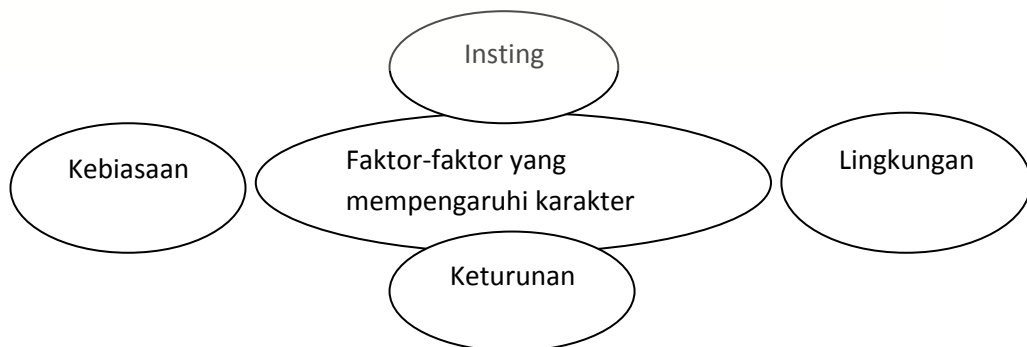 Insting
Kebiasaan
Faktor-faktor yang
mempengaruhi karakter
Lingkungan
Keturunan